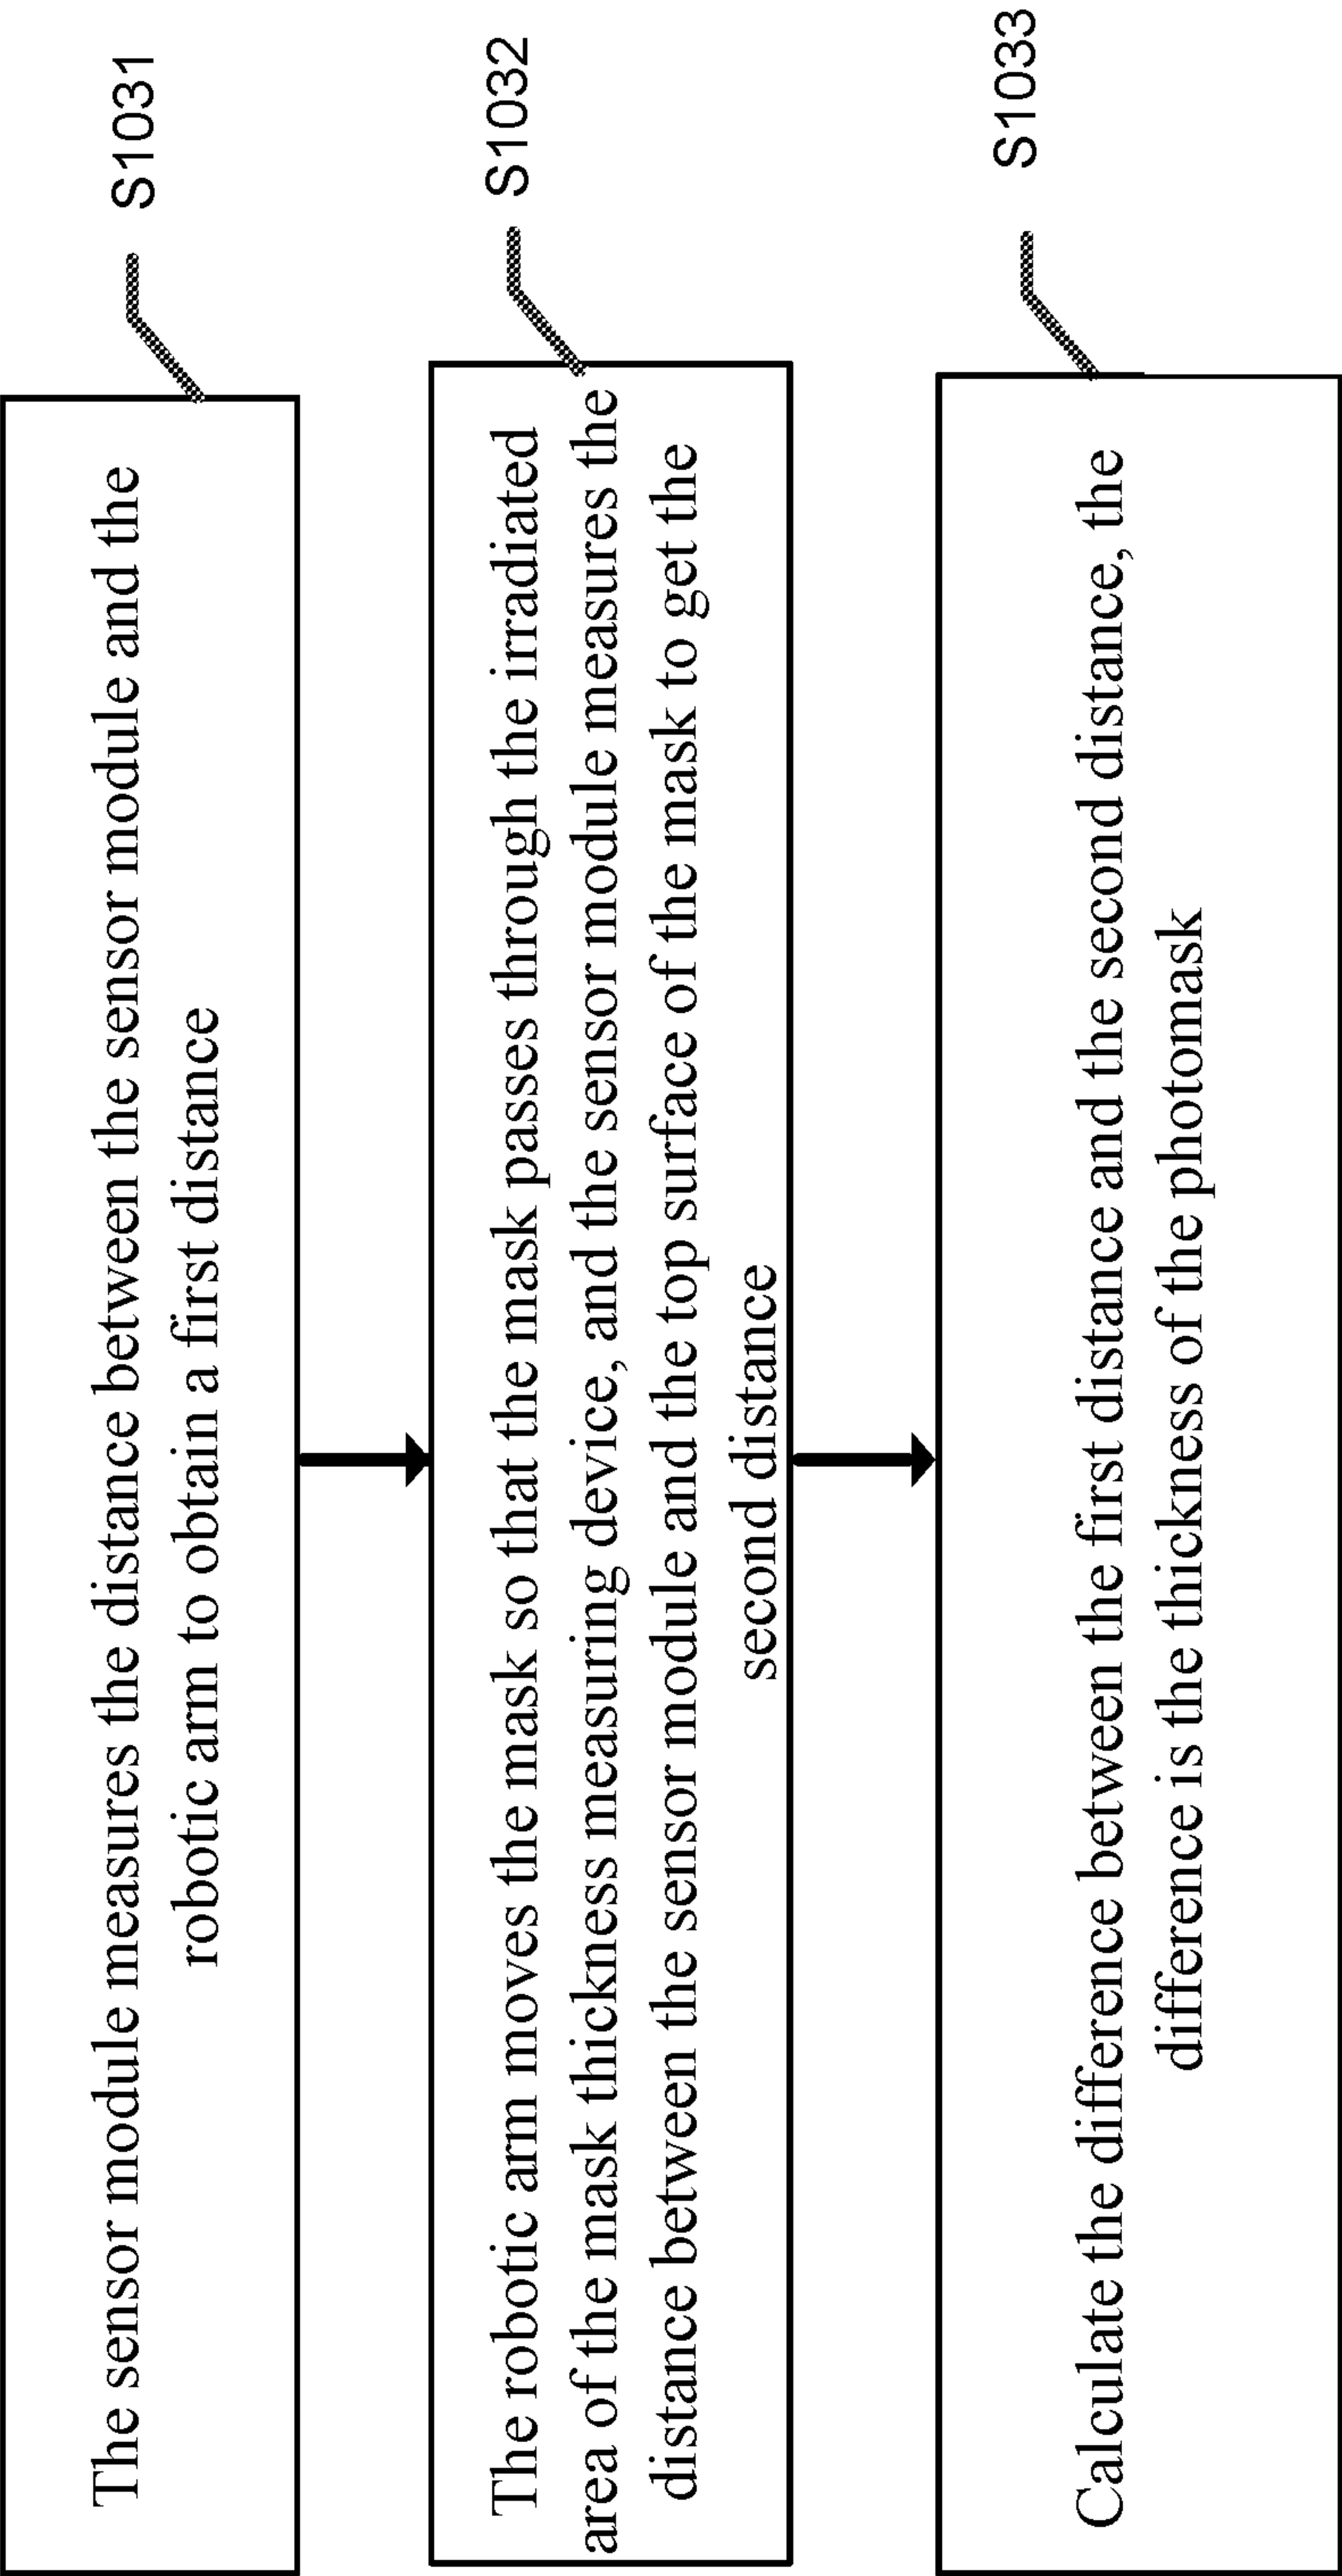 The sensor module measures the distance between the sensor module and the
robotic arm to obtain a first distance
S1031
The robotic arm moves the mask so that the mask passes through the irradiated
area of the mask thickness measuring device, and the sensor module measures the
distance between the sensor module and the top surface of the mask to get the
second distance
S1032
Calculate the difference between the first distance and the second distance, the
difference is the thickness of the photomask
S1033